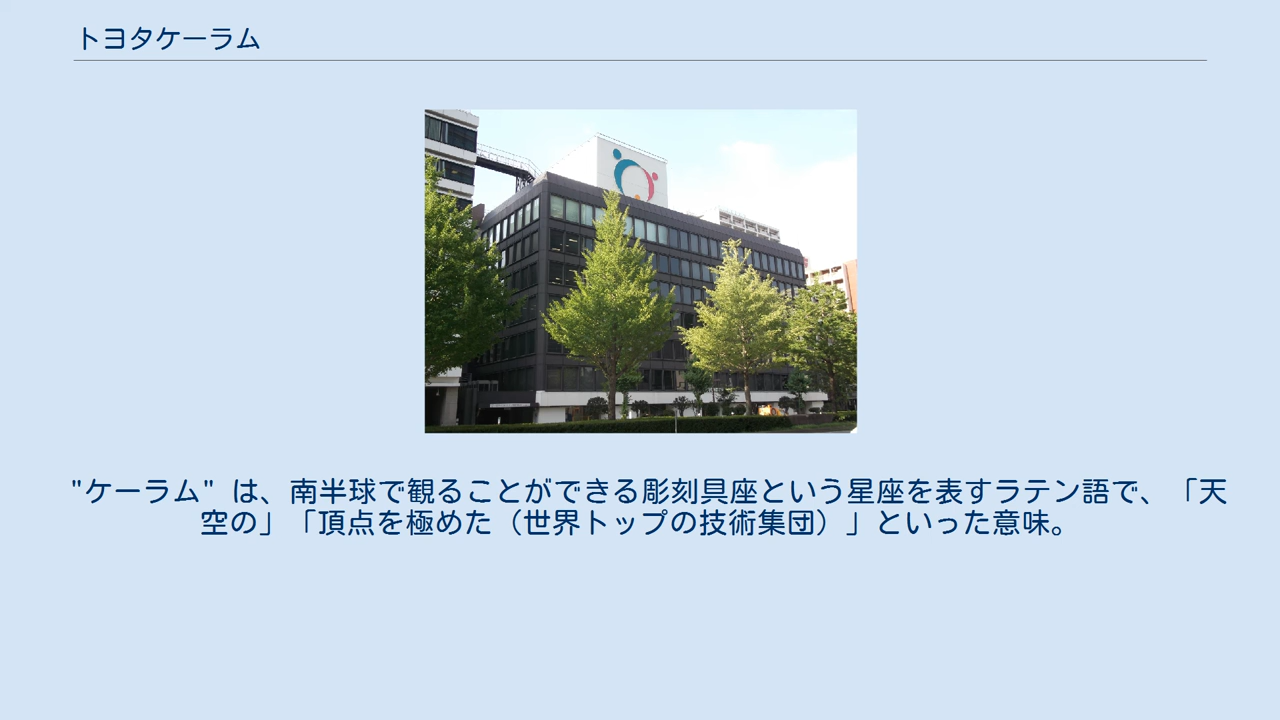 トヨタケーラム
"ケーラム" は、南半球で観ることができる彫刻具座という星座を表すラテン語で、「天
空の」「頂点を極めた（世界トップの技術集団）」といった意味。